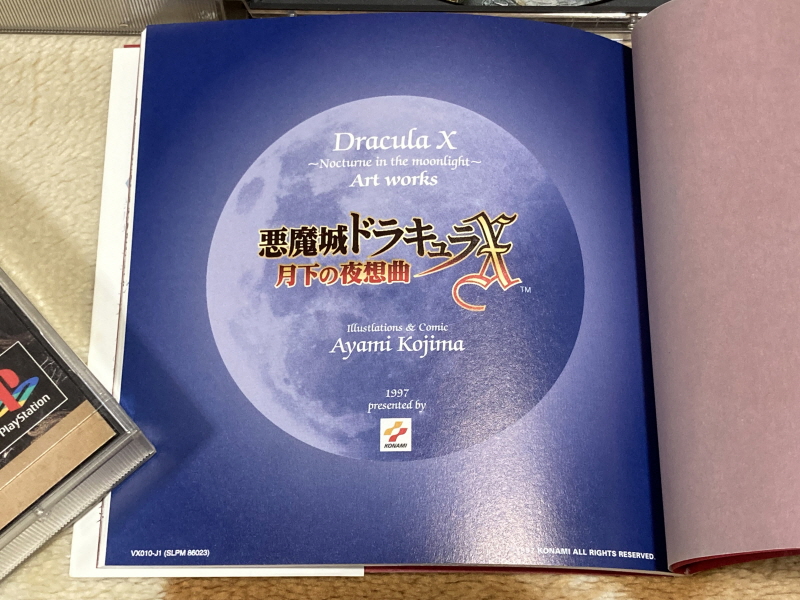 Dracula X
~Nocturne in the moonlight~
Art works
悪魔城ドラキュラX
月下の夜想曲
TM
Illustlations & Comic
Ayami Kojima
1997
presented by
KONAMI
VX010-J1 (SLPM 86023)
KONAMI ALL RIGHTS RESERVED.
PlayStation